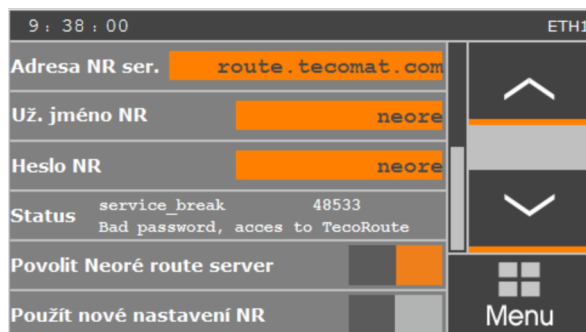 9 : 38 : 00
ETH1
Adresa NR ser. route.tecomat.com
Už. jméno NR neore
Heslo NR neore
Status service_break 48533
Bad password, acces to TecoRoute
Povolit Neoré route server
Použít nové nastavení NR
Menu